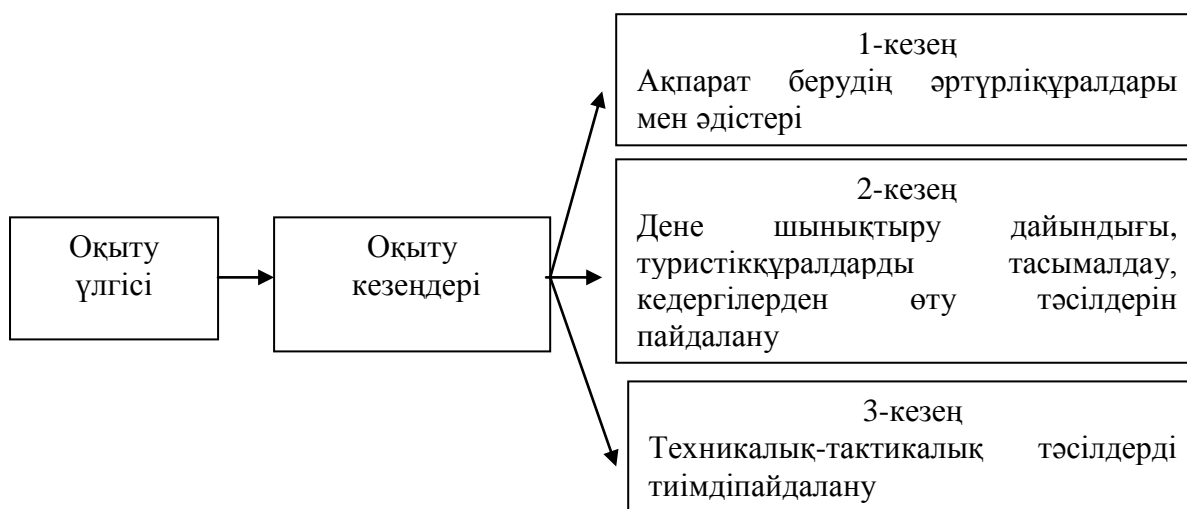 Оқыту
үлгісі
Оқыту
кезеңдері
1-кезең
Ақпарат берудің әртүрліқұралдары
мен әдістері
2-кезең
Дене шынықтыру дайындығы,
туристікқұралдарды тасымалдау,
кедергілерден өту тәсілдерін
пайдалану
3-кезең
Техникалық-тактикалық тәсілдерді
тиімдіпайдалану